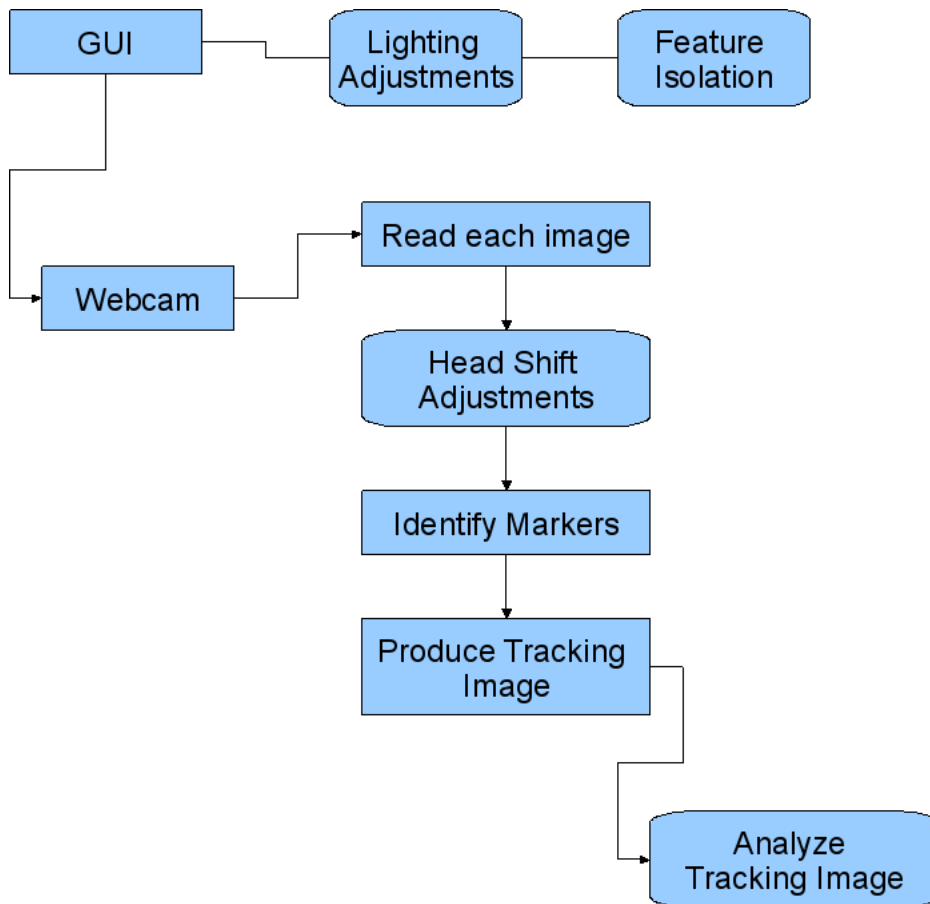 GUI
Lighting
Adjustments
Feature
Isolation
Read each image
Webcam
Head Shift
Adjustments
Identify Markers
Produce Tracking
Image
Analyze
Tracking Image